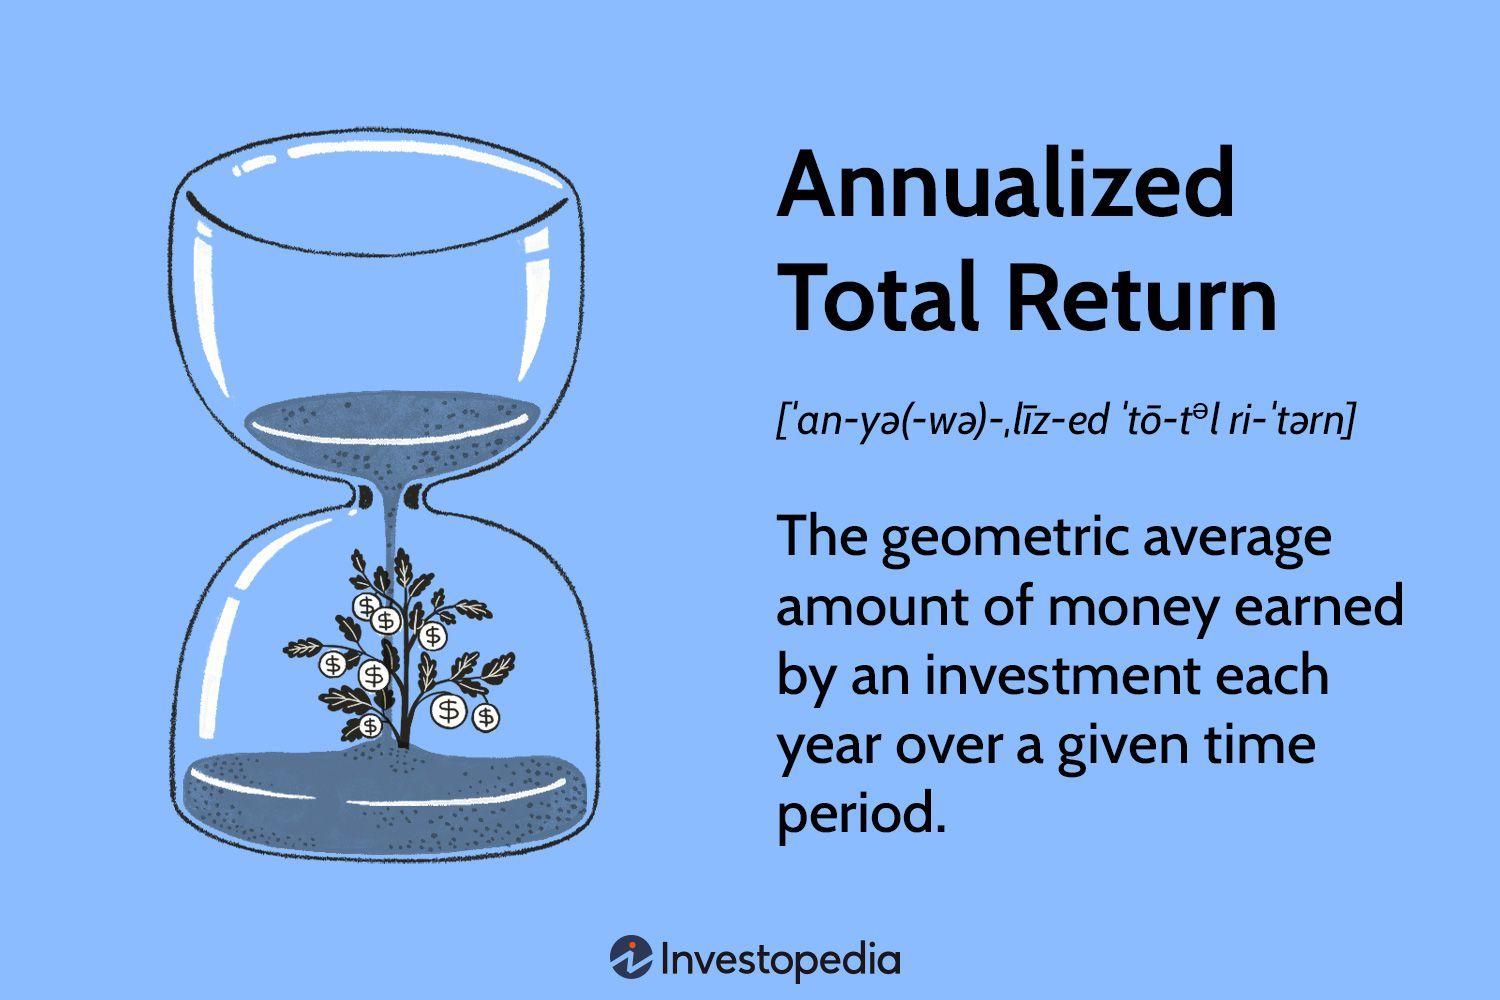 Annualized
Total Return
[ˈan-yə(-wə)-ˌlīz-ed ˈtō-tᵊl ri-ˈtərn]
The geometric average
amount of money earned
by an investment each
year over a given time
period.
$
$
$
$
$
$
$
$
Investopedia